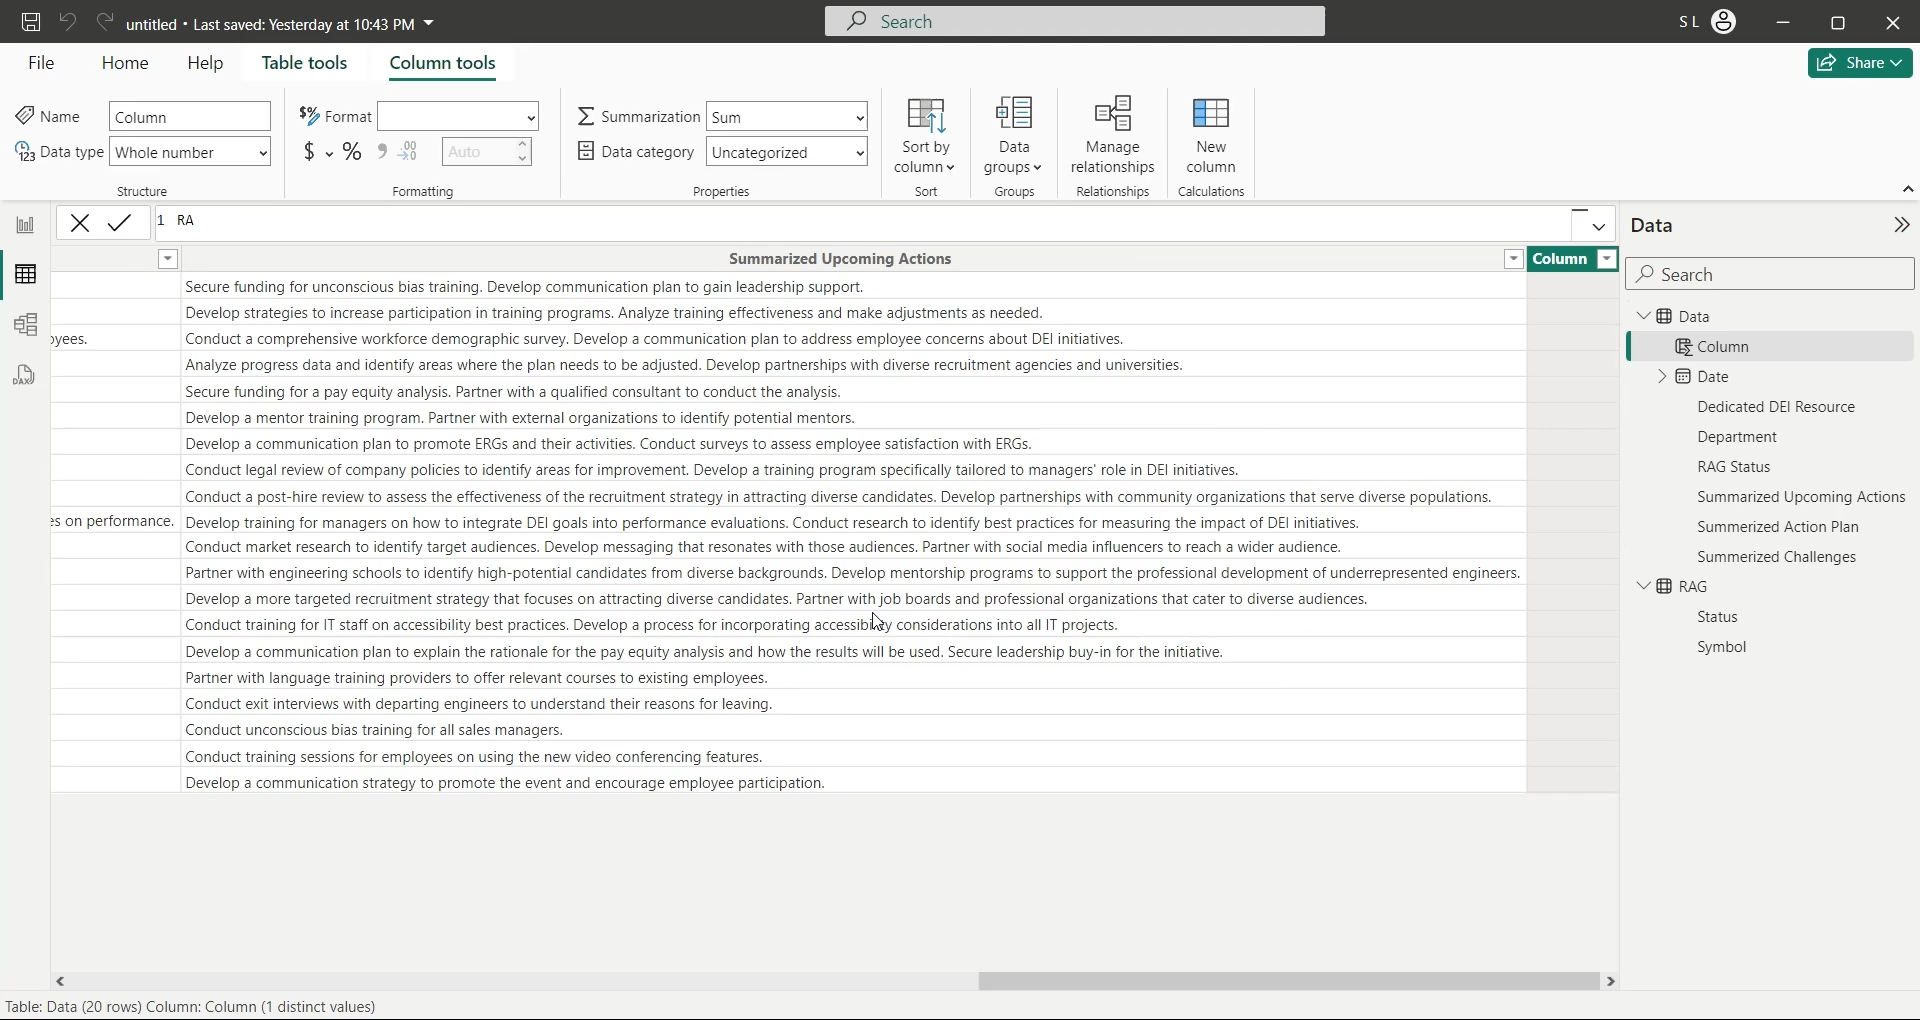 untitled • Last saved: Yesterday at 10:43 PM
Search
S L
File
Home
Help
Table tools
Column tools
Share
Name
Column
Data type
Whole number
Structure
Format
$ % 9 .00
Auto
Formatting
Summarization
Sum
Data category
Uncategorized
Properties
Sort by
column
Sort
Data
groups
Groups
Manage
relationships
Relationships
New
column
Calculations
1 RA
Summarized Upcoming Actions
Column
Secure funding for unconscious bias training. Develop communication plan to gain leadership support.
Develop strategies to increase participation in training programs. Analyze training effectiveness and make adjustments as needed.
yees. Conduct a comprehensive workforce demographic survey. Develop a communication plan to address employee concerns about DEI initiatives.
Analyze progress data and identify areas where the plan needs to be adjusted. Develop partnerships with diverse recruitment agencies and universities.
Secure funding for a pay equity analysis. Partner with a qualified consultant to conduct the analysis.
Develop a mentor training program. Partner with external organizations to identify potential mentors.
Develop a communication plan to promote ERGs and their activities. Conduct surveys to assess employee satisfaction with ERGs.
Conduct legal review of company policies to identify areas for improvement. Develop a training program specifically tailored to managers' role in DEI initiatives.
Conduct a post-hire review to assess the effectiveness of the recruitment strategy in attracting diverse candidates. Develop partnerships with community organizations that serve diverse populations.
s on performance. Develop training for managers on how to integrate DEI goals into performance evaluations. Conduct research to identify best practices for measuring the impact of DEI initiatives.
Conduct market research to identify target audiences. Develop messaging that resonates with those audiences. Partner with social media influencers to reach a wider audience.
Partner with engineering schools to identify high-potential candidates from diverse backgrounds. Develop mentorship programs to support the professional development of underrepresented engineers.
Develop a more targeted recruitment strategy that focuses on attracting diverse candidates. Partner with job boards and professional organizations that cater to diverse audiences.
Conduct training for IT staff on accessibility best practices. Develop a process for incorporating accessibility considerations into all IT projects.
Develop a communication plan to explain the rationale for the pay equity analysis and how the results will be used. Secure leadership buy-in for the initiative.
Partner with language training providers to offer relevant courses to existing employees.
Conduct exit interviews with departing engineers to understand their reasons for leaving.
Conduct unconscious bias training for all sales managers.
Conduct training sessions for employees on using the new video conferencing features.
Develop a communication strategy to promote the event and encourage employee participation.
Data
Search
Data
Column
Date
Dedicated DEI Resource
Department
RAG Status
Summarized Upcoming Actions
Summerized Action Plan
Summerized Challenges
RAG
Status
Symbol
DAX
Table: Data (20 rows) Column: Column (1 distinct values)